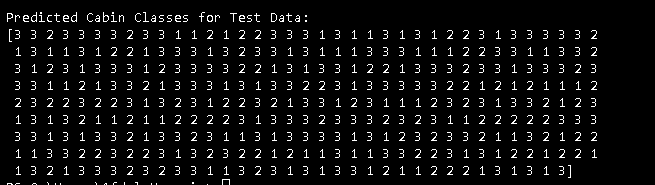 Predicted Cabin Classes for Test Data:
[3 3 2 3 3 3 3 2 3 3 1 1 2 1 2 2 3 3 3 1 3 1 1 3 1 3 1 1 2 2 3 1 3 3 3 3 3 2
1 3 1 1 3 1 2 2 1 3 3 3 1 3 2 3 3 1 3 1 1 3 1 3 3 3 1 2 1 1 2 2 3 3 1 3 3 3
3 1 2 3 1 3 3 3 1 2 3 3 3 3 2 2 1 3 1 3 3 1 2 2 1 3 3 3 2 3 3 1 3 3 3 2 3
3 3 1 1 2 1 3 3 2 2 3 3 2 1 3 2 2 3 3 1 3 3 3 3 3 1 2 2 1 2 1 2 1 1 1 2
2 3 2 2 2 3 2 3 1 3 2 3 1 3 2 2 1 3 3 1 2 3 1 1 1 2 3 2 3 1 3 3 2 1 2 3
1 3 1 3 2 1 1 2 3 3 3 3 3 1 3 3 2 3 3 3 1 3 3 3 3 2 3 1 2 2 2 2 2 1 3 3
3 3 1 3 1 3 3 2 1 3 3 2 3 1 1 3 1 3 3 3 3 1 3 1 2 3 2 3 3 2 1 1 3 2 1 2 2
1 1 3 3 2 2 2 2 3 1 3 2 3 2 2 1 2 1 1 3 1 1 3 3 3 3 1 2 2 1 3 2 1 2 2 1
1 3 2 1 3 3 3 2 3 2 3 3 1 1 3 2 3 1 3 1 3 3 1 2 1 1 2 2 2 1 3 1 3 1 3]